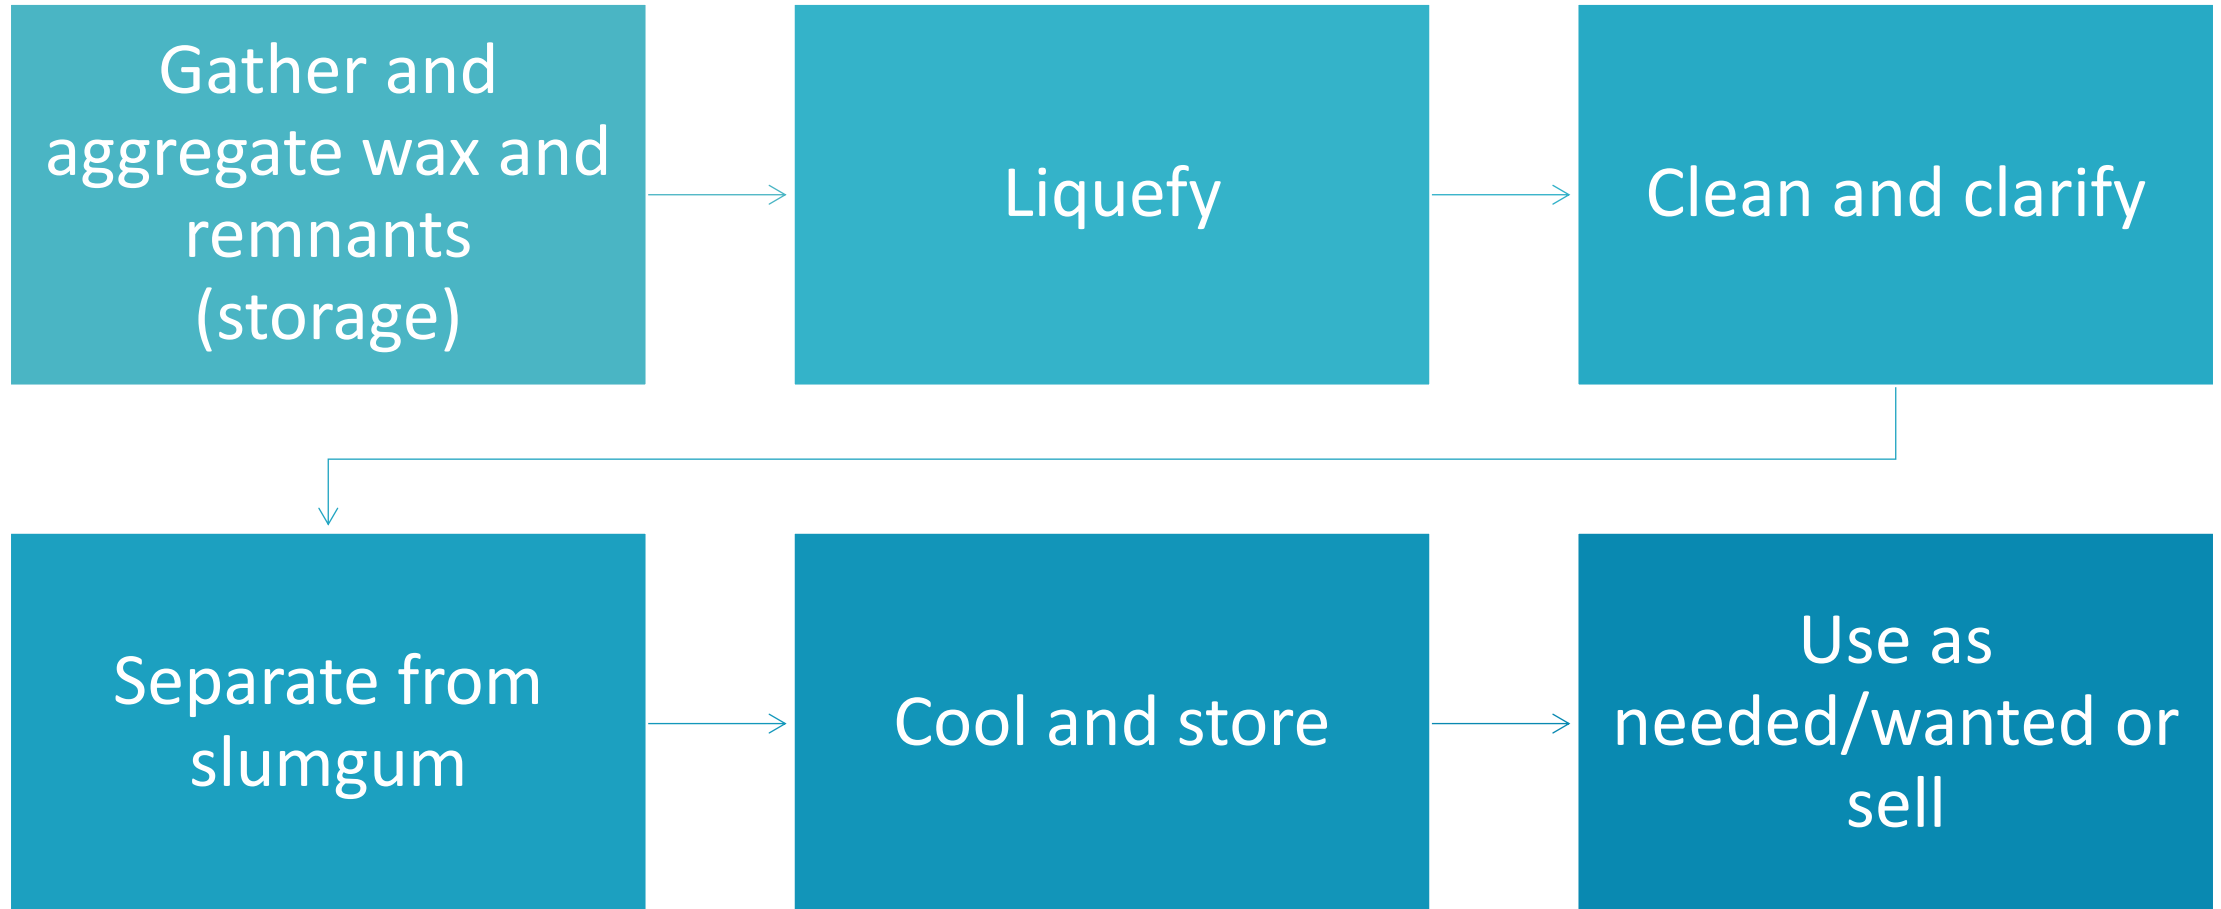 Gather and
aggregate wax and
remnants
(storage)
Liquefy
Clean and clarify
Separate from
slumgum
Cool and store
Use as
needed/wanted or
sell